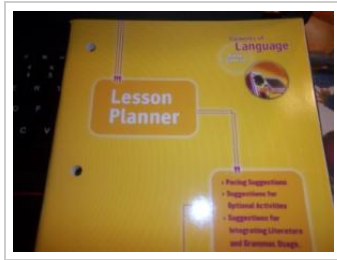 Elements of
Language
Lesson
Planner
• Pacing Suggestions
• Suggestions for
Optional Activities
• Suggestions for
Integrating Literature
and Grammar, Usage,